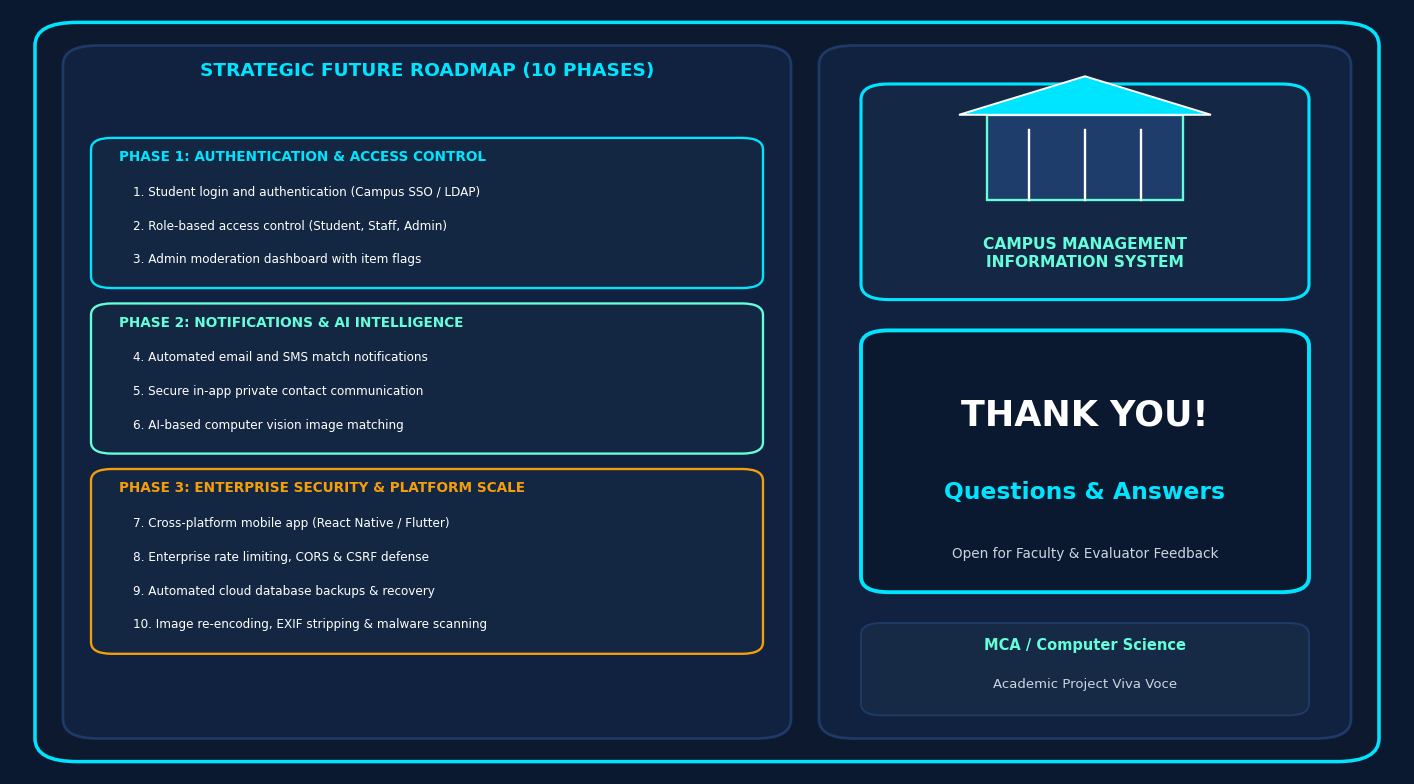 STRATEGIC FUTURE ROADMAP (10 PHASES)
PHASE 1: AUTHENTICATION & ACCESS CONTROL
1. Student login and authentication (Campus SSO / LDAP)
2. Role-based access control (Student, Staff, Admin)
3. Admin moderation dashboard with item flags
PHASE 2: NOTIFICATIONS & AI INTELLIGENCE
4. Automated email and SMS match notifications
5. Secure in-app private contact communication
6. AI-based computer vision image matching
PHASE 3: ENTERPRISE SECURITY & PLATFORM SCALE
7. Cross-platform mobile app (React Native / Flutter)
8. Enterprise rate limiting, CORS & CSRF defense
9. Automated cloud database backups & recovery
10. Image re-encoding, EXIF stripping & malware scanning
CAMPUS MANAGEMENT
INFORMATION SYSTEM
THANK YOU!
Questions & Answers
Open for Faculty & Evaluator Feedback
MCA / Computer Science
Academic Project Viva Voce